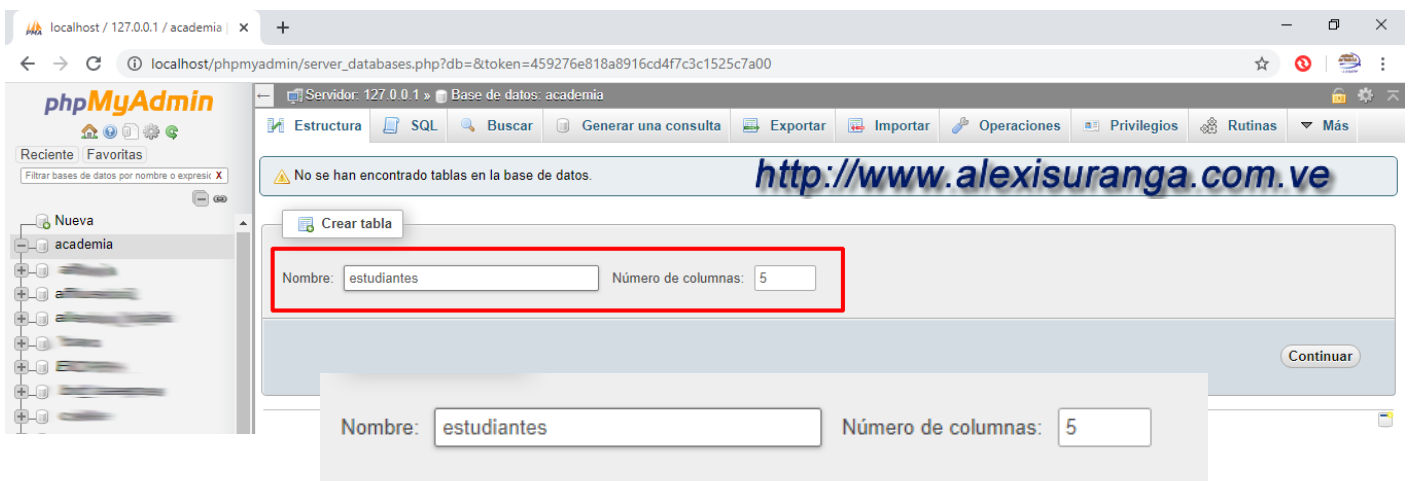 localhost / 127.0.0.1 / academia |
localhost/phpmyadmin/server_databases.php?db=&token=459276e818a8916cd4f7c3c1525c7a00
phpMyAdmin
Reciente Favoritas
Filtrar bases de datos por nombre o expresic X
Nueva
academia
Servidor: 127.0.0.1 » Base de datos: academia
Estructura SQL Buscar Generar una consulta Exportar Importar Operaciones Privilegios Rutinas Más
No se han encontrado tablas en la base de datos.
http://www.alexisuranga.com.ve
Crear tabla
Nombre: estudiantes Número de columnas: 5
Continuar
Nombre: estudiantes Número de columnas: 5